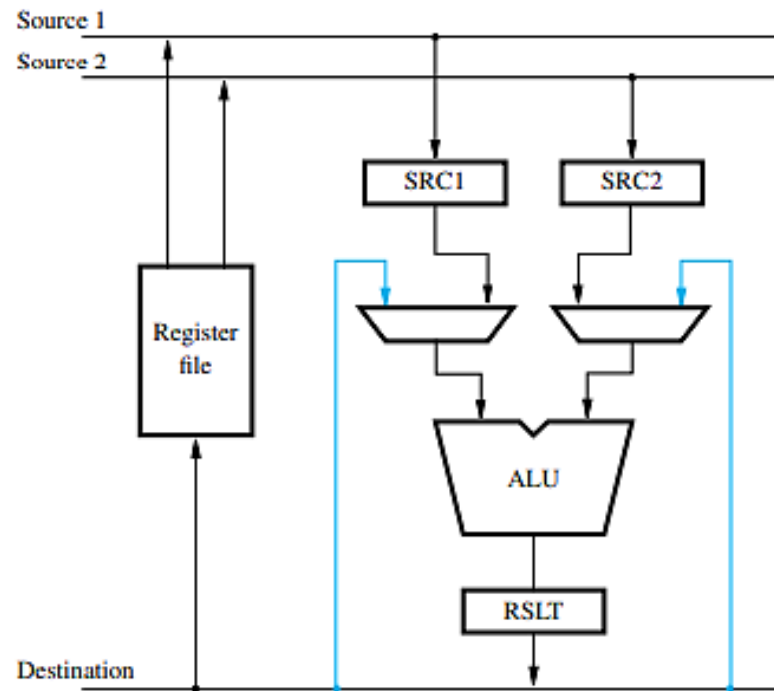 Source 1
Source 2
SRC1
SRC2
Register
file
ALU
RSLT
Destination